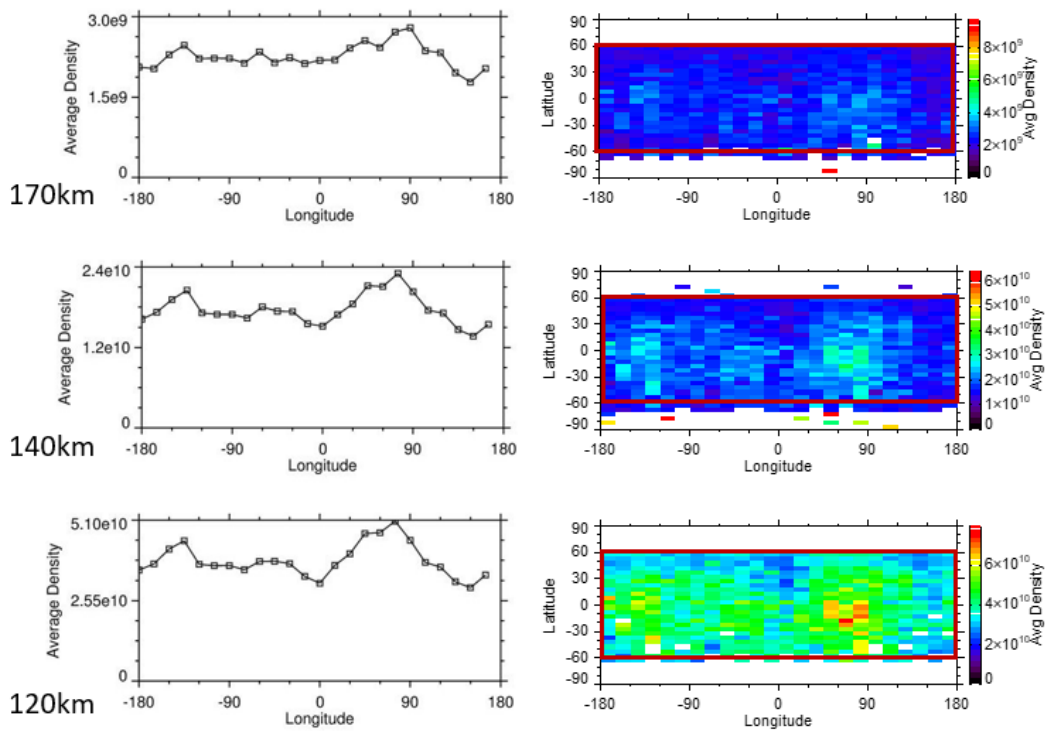 3.0e9
1.5e9
0
Average Density
-180
-90
0
90
180
Longitude
170km
90
60
30
0
-30
-60
-90
Latitude
-180
-90
0
90
180
Longitude
8×10⁹
6×10⁹
4×10⁹
2×10⁹
0
Avg Density
2.4e10
1.2e10
0
Average Density
-180
-90
0
90
180
Longitude
140km
90
60
30
0
-30
-60
-90
Latitude
-180
-90
0
90
180
Longitude
6×10¹⁰
5×10¹⁰
4×10¹⁰
3×10¹⁰
2×10¹⁰
1×10¹⁰
0
Avg Density
5.10e10
2.55e10
0
Average Density
-180
-90
0
90
180
Longitude
120km
90
60
30
0
-30
-60
-90
Latitude
-180
-90
0
90
180
Longitude
6×10¹⁰
4×10¹⁰
2×10¹⁰
0
Avg Density